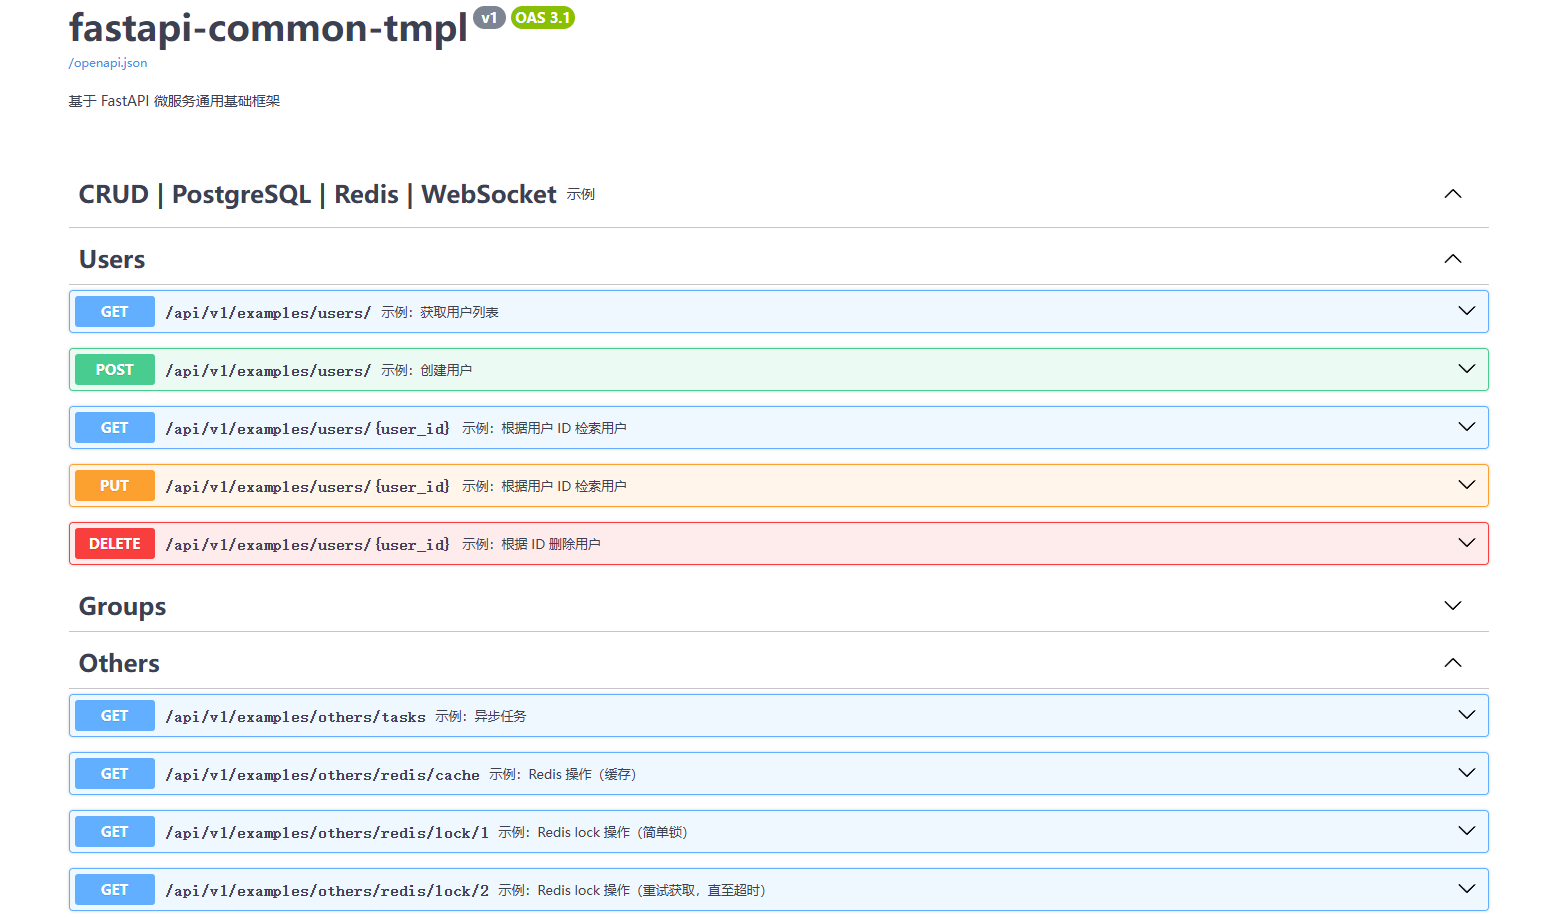 fastapi-common-tmpl v1 OAS 3.1
/openapi.json
基于 FastAPI 微服务通用基础框架
CRUD | PostgreSQL | Redis | WebSocket 示例
Users
GET /api/v1/examples/users/ 示例：获取用户列表
POST /api/v1/examples/users/ 示例：创建用户
GET /api/v1/examples/users/{user_id} 示例：根据用户 ID 检索用户
PUT /api/v1/examples/users/{user_id} 示例：根据用户 ID 检索用户
DELETE /api/v1/examples/users/{user_id} 示例：根据 ID 删除用户
Groups
Others
GET /api/v1/examples/others/tasks 示例：异步任务
GET /api/v1/examples/others/redis/cache 示例：Redis 操作（缓存）
GET /api/v1/examples/others/redis/lock/1 示例：Redis lock 操作（简单锁）
GET /api/v1/examples/others/redis/lock/2 示例：Redis lock 操作（重试获取，直至超时）